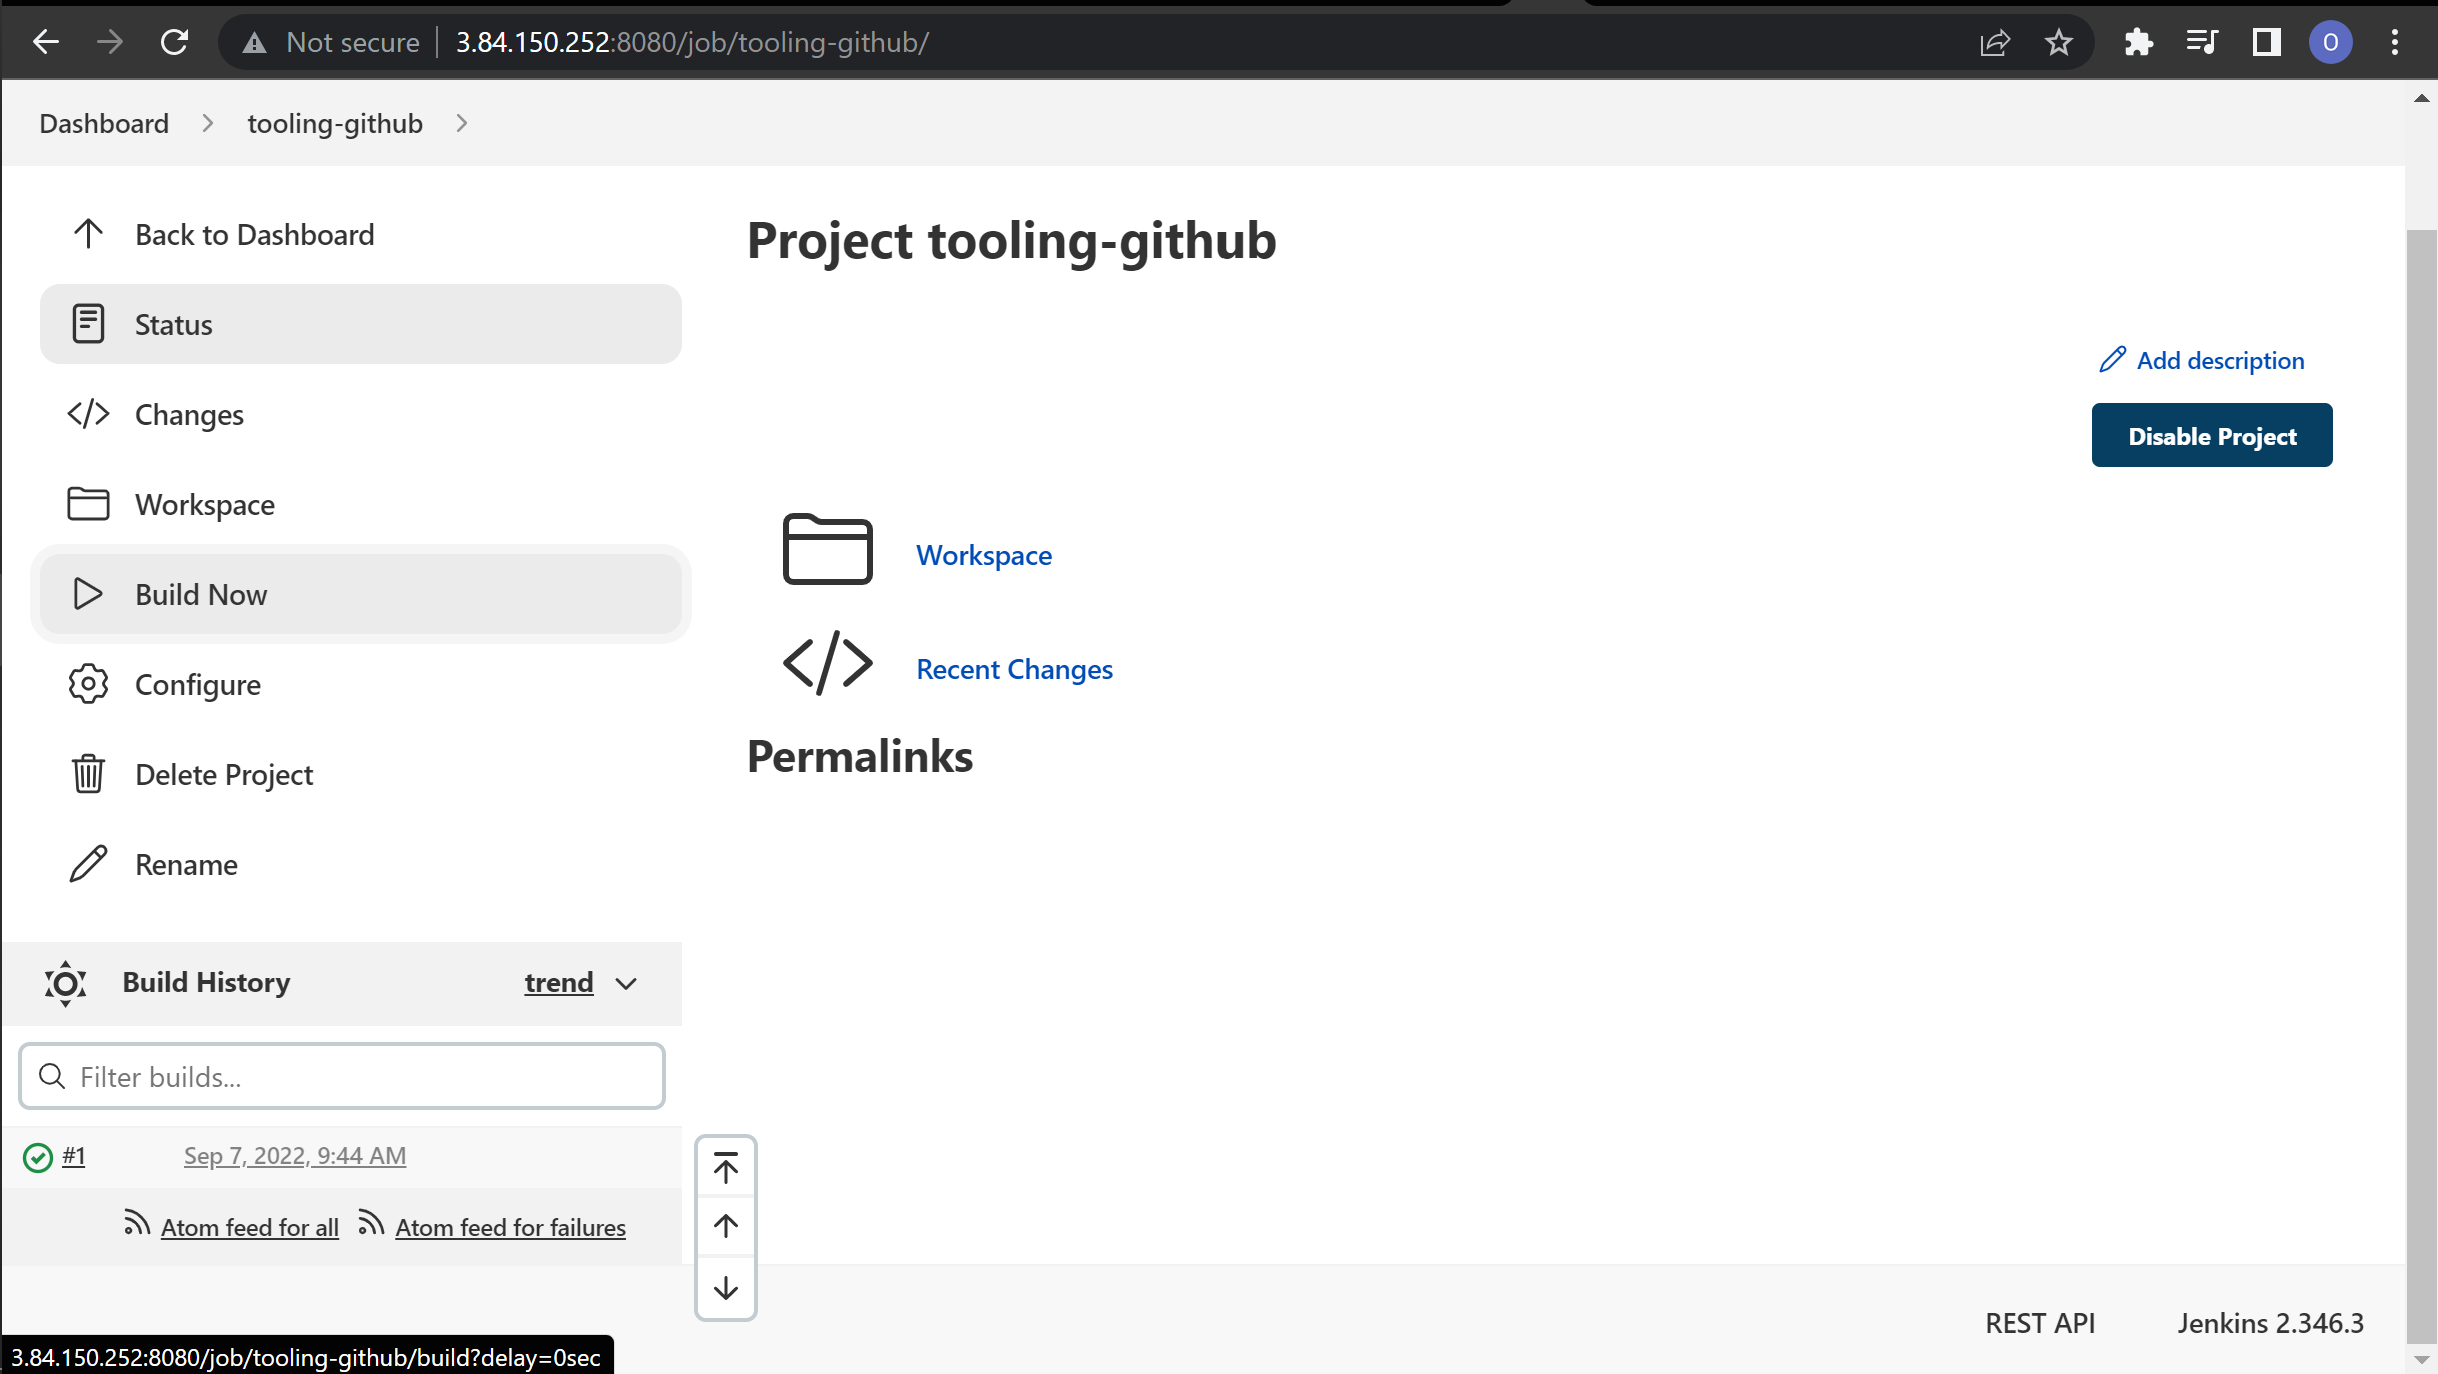 Not secure 3.84.150.252:8080/job/tooling-github/
O
Dashboard tooling-github
Back to Dashboard
Status
Changes
Workspace
Build Now
Configure
Delete Project
Rename
Build History trend
Filter builds...
#1 Sep 7, 2022, 9:44 AM
Atom feed for all Atom feed for failures
Project tooling-github
Add description
Disable Project
Workspace
Recent Changes
Permalinks
REST API Jenkins 2.346.3
3.84.150.252:8080/job/tooling-github/build?delay=0sec